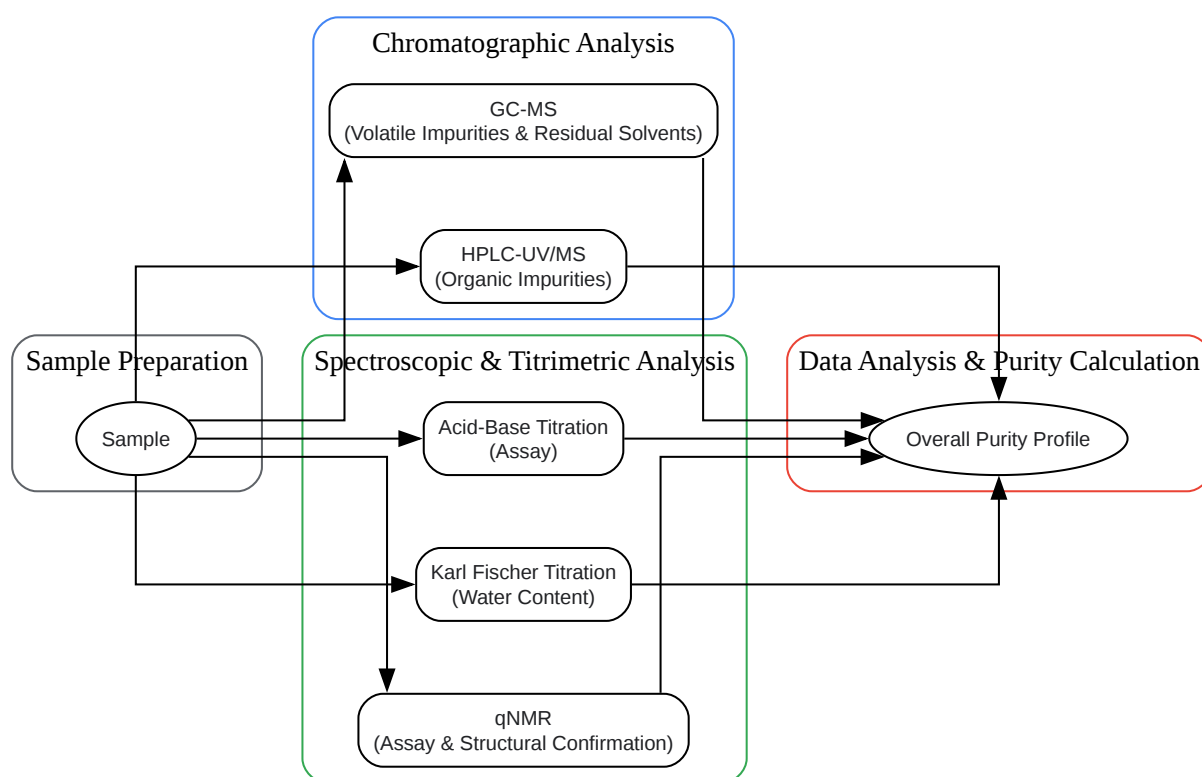 Chromatographic Analysis
GC-MS
(Volatile Impurities & Residual Solvents)
HPLC-UV/MS
(Organic Impurities)
Sample Preparation
Sample
Spectroscopic & Titrimetric Analysis
Acid-Base Titration
(Assay)
Karl Fischer Titration
(Water Content)
qNMR
(Assay & Structural Confirmation)
Data Analysis & Purity Calculation
Overall Purity Profile